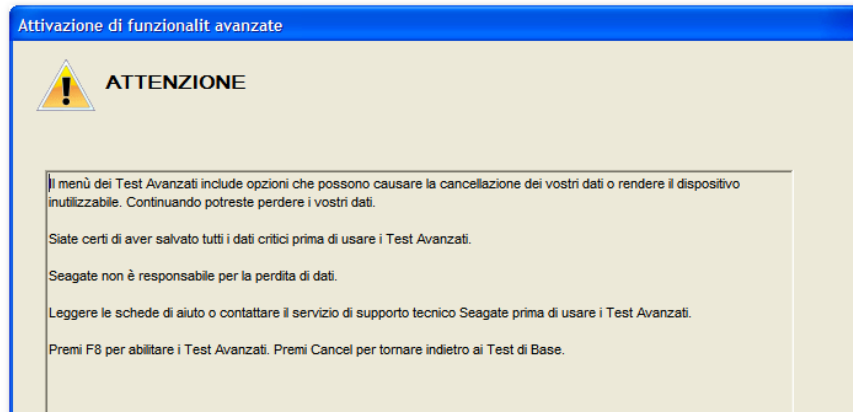 Attivazione di funzionalit avanzate
ATTENZIONE
Il menù dei Test Avanzati include opzioni che possono causare la cancellazione dei vostri dati o rendere il dispositivo
inutilizzabile. Continuando potreste perdere i vostri dati.
Siate certi di aver salvato tutti i dati critici prima di usare i Test Avanzati.
Seagate non è responsabile per la perdita di dati.
Leggere le schede di aiuto o contattare il servizio di supporto tecnico Seagate prima di usare i Test Avanzati.
Premi F8 per abilitare i Test Avanzati. Premi Cancel per tornare indietro ai Test di Base.